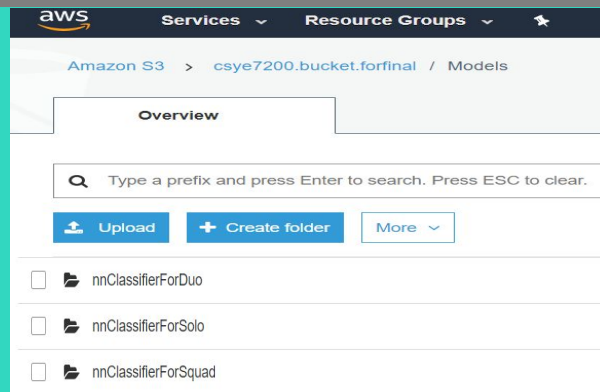 aws Services Resource Groups
Amazon S3 > csye7200.bucket.forfinal / Models
Overview
Type a prefix and press Enter to search. Press ESC to clear.
Upload + Create folder More
nnClassifierForDuo
nnClassifierForSolo
nnClassifierForSquad